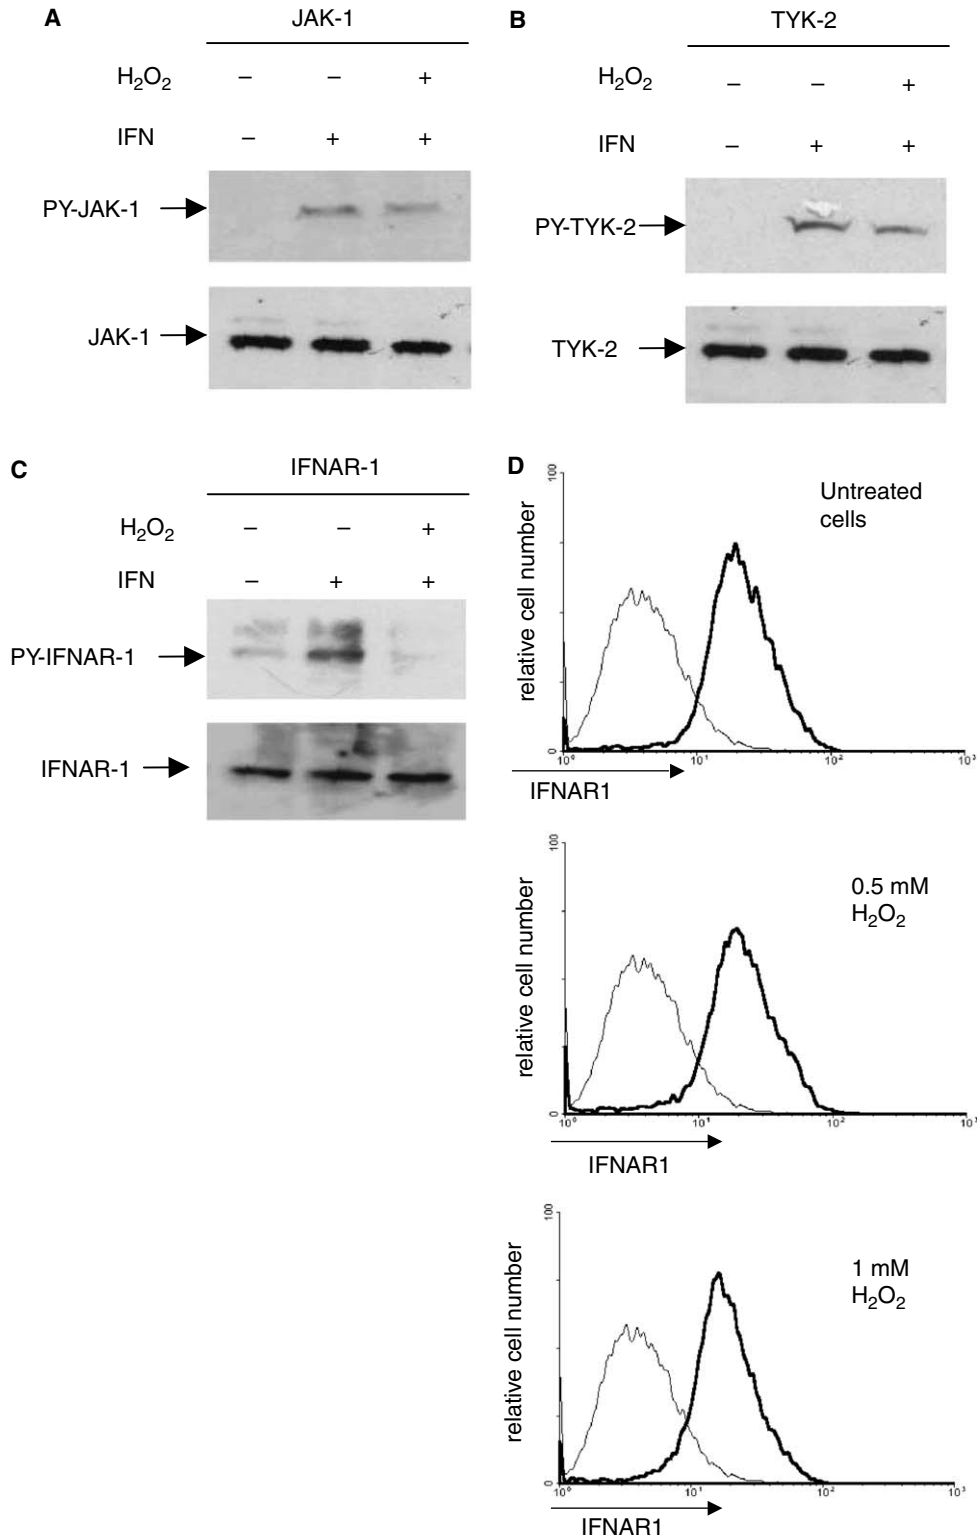 A
JAK-1
H₂O₂ – – +
IFN – + +
PY-JAK-1
JAK-1
B
TYK-2
H₂O₂ – – +
IFN – + +
PY-TYK-2
TYK-2
C
IFNAR-1
H₂O₂ – – +
IFN – + +
PY-IFNAR-1
IFNAR-1
D
Untreated
cells
relative cell number
100
0
10⁰ 10¹ 10² 10³
IFNAR1
0.5 mM
H₂O₂
relative cell number
100
0
10⁰ 10¹ 10² 10³
IFNAR1
1 mM
H₂O₂
relative cell number
100
0
10⁰ 10¹ 10² 10³
IFNAR1